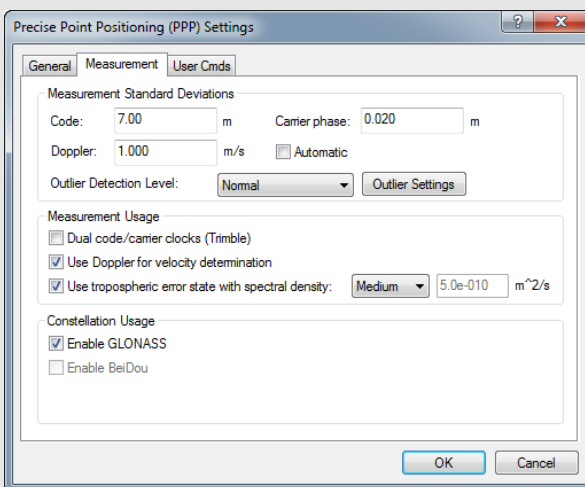 Precise Point Positioning (PPP) Settings ? X
General Measurement User Cmds
Measurement Standard Deviations
Code: 7.00 m Carrier phase: 0.020 m
Doppler: 1.000 m/s Automatic
Outlier Detection Level: Normal Outlier Settings
Measurement Usage
Dual code/carrier clocks (Trimble)
Use Doppler for velocity determination
Use tropospheric error state with spectral density: Medium 5.0e-010 m^2/s
Constellation Usage
Enable GLONASS
Enable BeiDou
OK Cancel